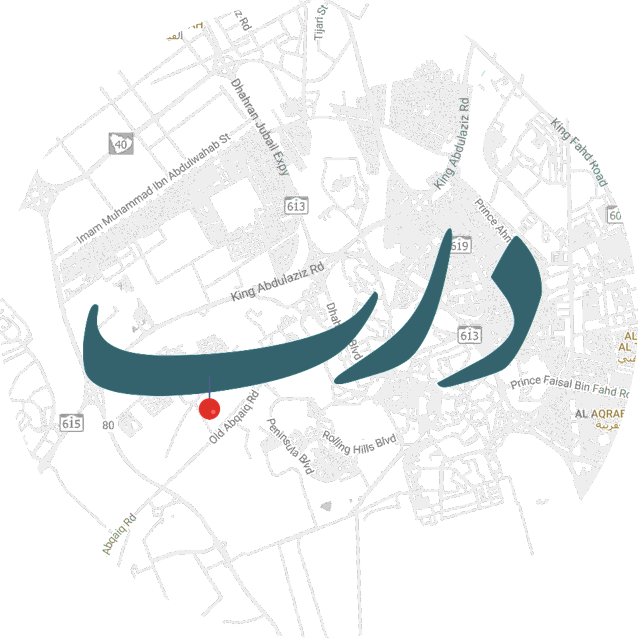 Tijari St
Dhahran Jubail Expy
40
King Abdulaziz Rd
King Fahd Road
Imam Muhammad Ibn Abdulwahab St
613
60
Prince Ahm
619
King Abdulaziz Rd
درب
613
Prince Faisal Bin Fahd Rd
615
80
Old Abqaiq Rd
Peninsula Blvd
Rolling Hills Blvd
AL AQRAB
Abqaiq Rd